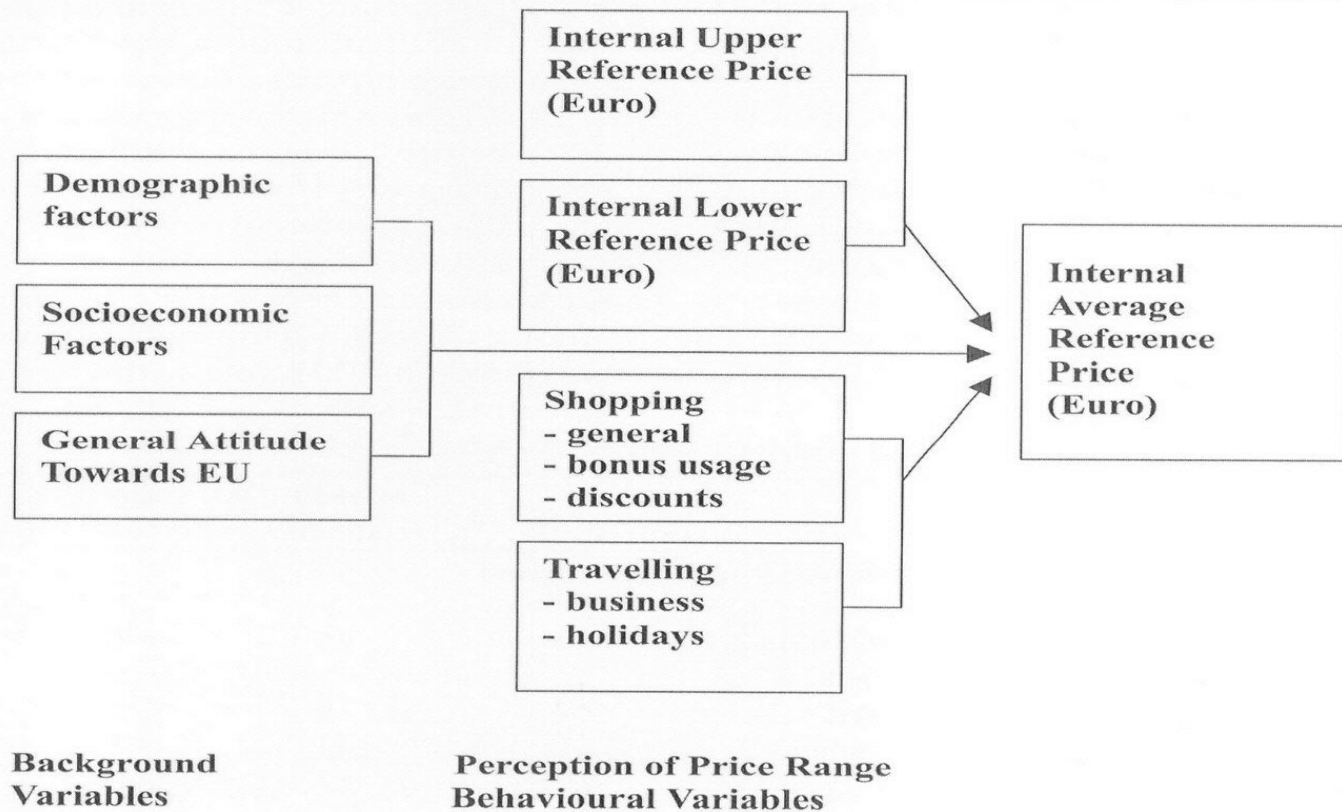 Internal Upper
Reference Price
(Euro)
Demographic
factors
Internal Lower
Reference Price
(Euro)
Socioeconomic
Factors
Internal
Average
Reference
Price
(Euro)
General Attitude
Towards EU
Shopping
- general
- bonus usage
- discounts
Travelling
- business
- holidays
Background
Variables
Perception of Price Range
Behavioural Variables